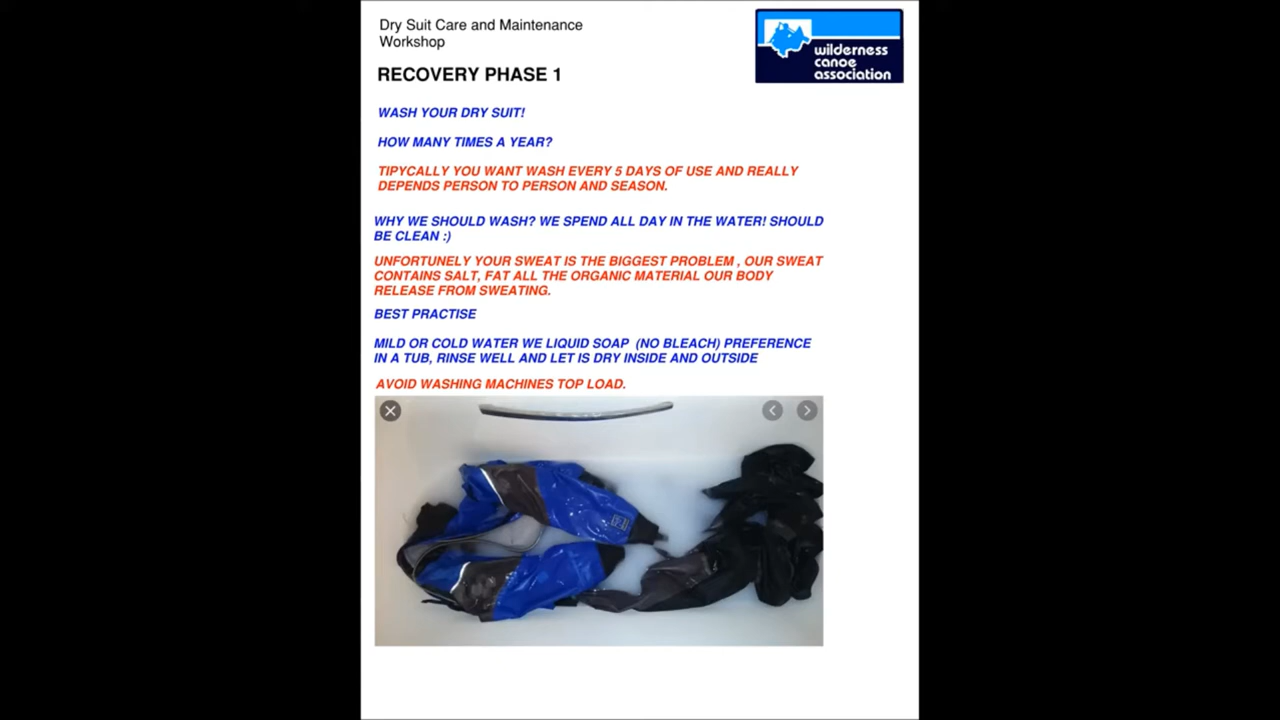 Dry Suit Care and Maintenance
Workshop
wilderness
canoe
association
RECOVERY PHASE 1
WASH YOUR DRY SUIT!
HOW MANY TIMES A YEAR?
TIPYCALLY YOU WANT WASH EVERY 5 DAYS OF USE AND REALLY
DEPENDS PERSON TO PERSON AND SEASON.
WHY WE SHOULD WASH? WE SPEND ALL DAY IN THE WATER! SHOULD
BE CLEAN :)
UNFORTUNELY YOUR SWEAT IS THE BIGGEST PROBLEM , OUR SWEAT
CONTAINS SALT, FAT ALL THE ORGANIC MATERIAL OUR BODY
RELEASE FROM SWEATING.
BEST PRACTISE
MILD OR COLD WATER WE LIQUID SOAP (NO BLEACH) PREFERENCE
IN A TUB, RINSE WELL AND LET IS DRY INSIDE AND OUTSIDE
AVOID WASHING MACHINES TOP LOAD.